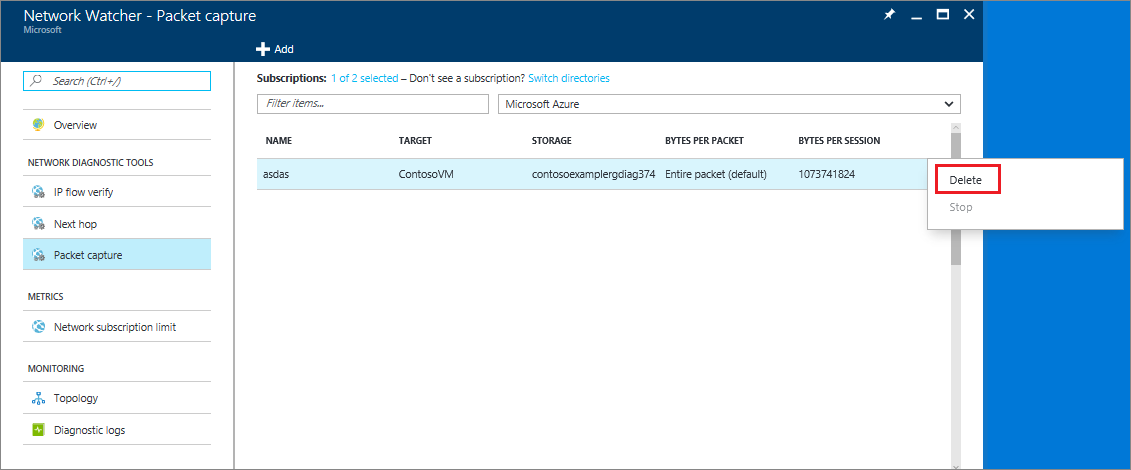 Network Watcher - Packet capture
Microsoft
Add
Search (Ctrl+/)
Overview
NETWORK DIAGNOSTIC TOOLS
IP flow verify
Next hop
Packet capture
METRICS
Network subscription limit
MONITORING
Topology
Diagnostic logs
Subscriptions: 1 of 2 selected – Don't see a subscription? Switch directories
Filter items... Microsoft Azure
NAME TARGET STORAGE BYTES PER PACKET BYTES PER SESSION
asdas ContosoVM contosoexamplergdiag374 Entire packet (default) 1073741824
Delete
Stop